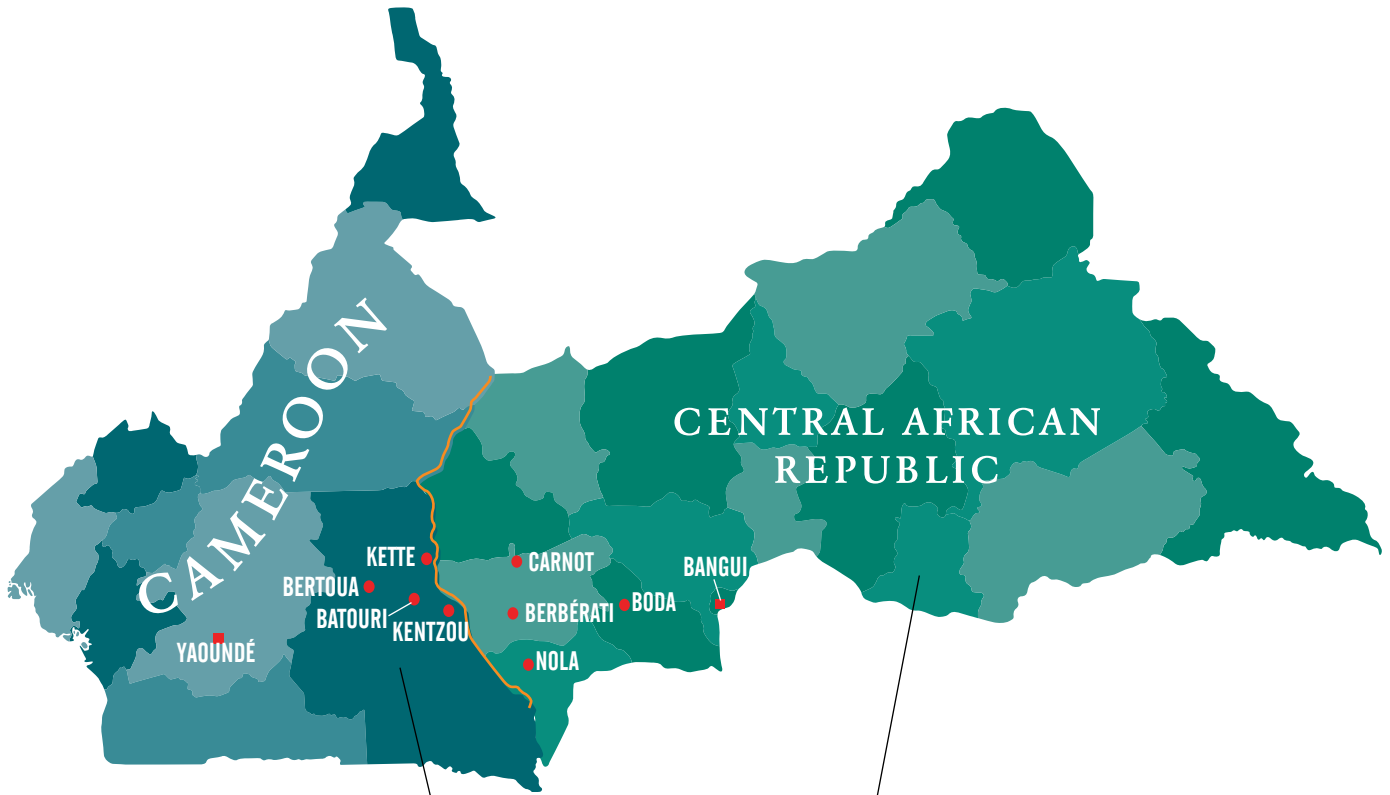 CAMEROON
CENTRAL AFRICAN
REPUBLIC
KETTE
CARNOT
BANGUI
BERTOUA
BATOURI
BODA
BERBÉRATI
KENTZOU
YAOUNDÉ
NOLA